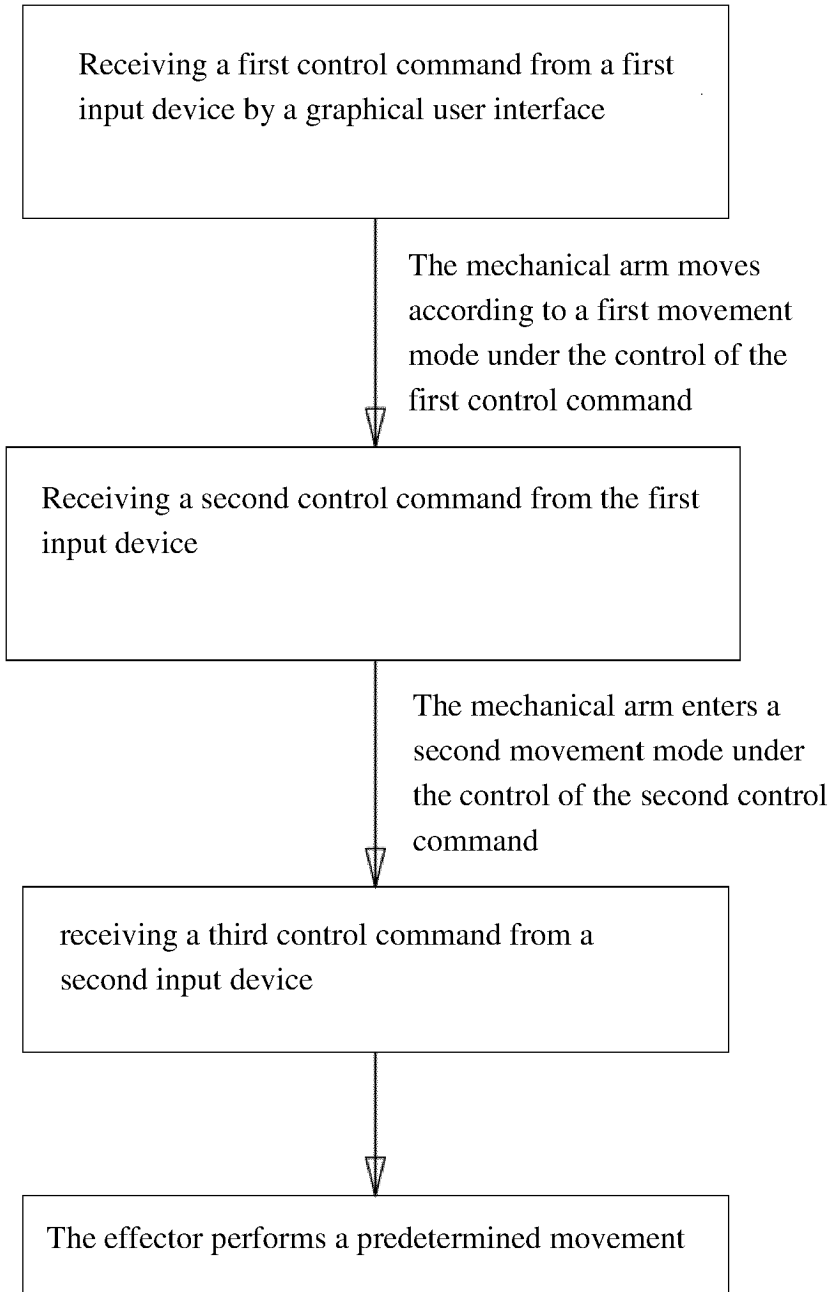 Receiving a first control command from a first
input device by a graphical user interface
The mechanical arm moves
according to a first movement
mode under the control of the
first control command
Receiving a second control command from the first
input device
The mechanical arm enters a
second movement mode under
the control of the second control
command
receiving a third control command from a
second input device
The effector performs a predetermined movement